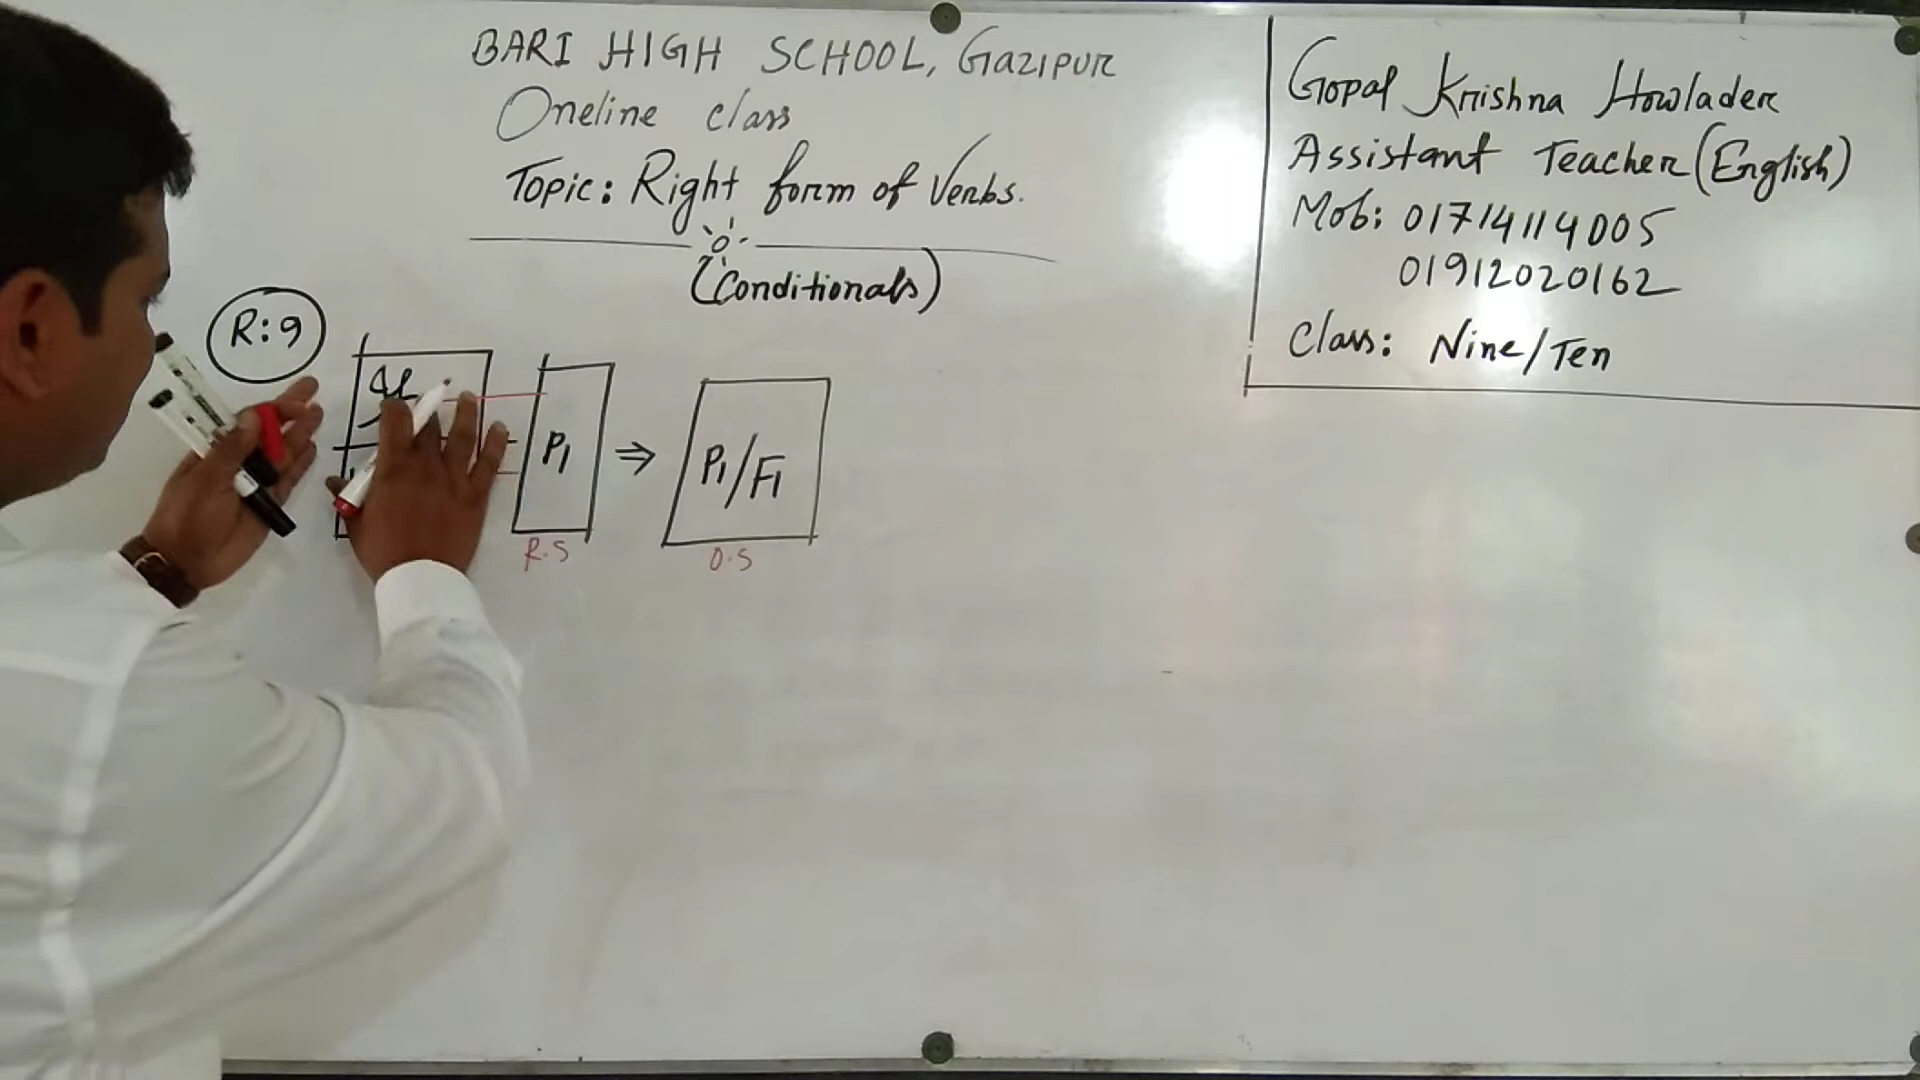 BARI HIGH SCHOOL, Gazipur
Oneline class
Topic: Right form of Verbs.
(Conditionals)
Gopal Krishna Howlader
Assistant Teacher (English)
Mob: 01714114005
01912020162
Class: Nine/Ten
R:9
If
P1 ⇒ P1/F1
R.S O.S